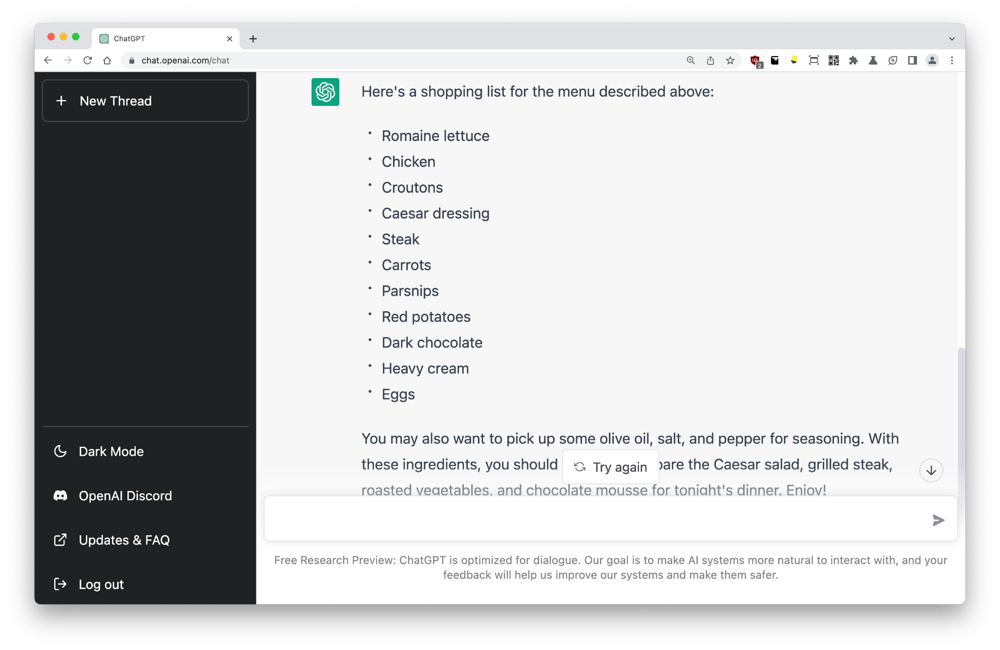 ChatGPT
chat.openai.com/chat
2
New Thread
Here's a shopping list for the menu described above:
Romaine lettuce
Chicken
Croutons
Caesar dressing
Steak
Carrots
Parsnips
Red potatoes
Dark chocolate
Heavy cream
Eggs
You may also want to pick up some olive oil, salt, and pepper for seasoning. With
these ingredients, you should
Try again
the Caesar salad, grilled steak,
roasted vegetables, and chocolate mousse for tonight's dinner. Enjoy!
Dark Mode
OpenAI Discord
Updates & FAQ
Log out
Free Research Preview: ChatGPT is optimized for dialogue. Our goal is to make AI systems more natural to interact with, and your
feedback will help us improve our systems and make them safer.